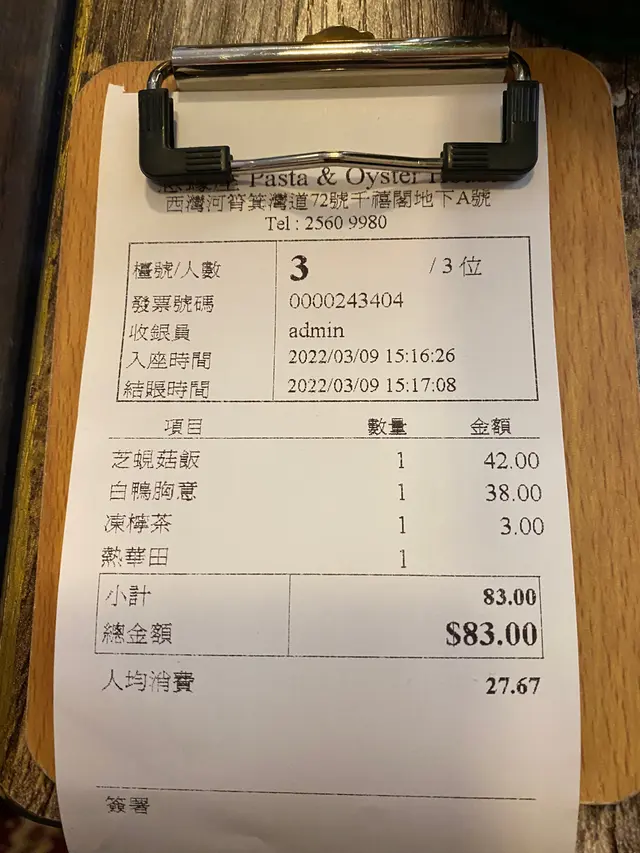 Pasta & Oyster
西灣河筲箕灣道72號千禧閣地下A號
Tel : 2560 9980
檯號/人數 3 / 3 位
發票號碼 0000243404
收銀員 admin
入座時間 2022/03/09 15:16:26
結賬時間 2022/03/09 15:17:08
項目 數量 金額
芝蜆菇飯 1 42.00
白鴨胸意 1 38.00
凍檸茶 1 3.00
熱華田 1
小計 83.00
總金額 $83.00
人均消費 27.67
簽署